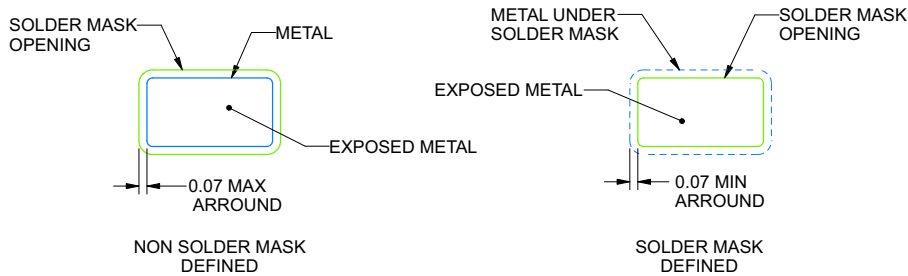 SOLDER MASK
OPENING
METAL
EXPOSED METAL
0.07 MAX
ARROUND
NON SOLDER MASK
DEFINED
METAL UNDER
SOLDER MASK
SOLDER MASK
OPENING
EXPOSED METAL
0.07 MIN
ARROUND
SOLDER MASK
DEFINED